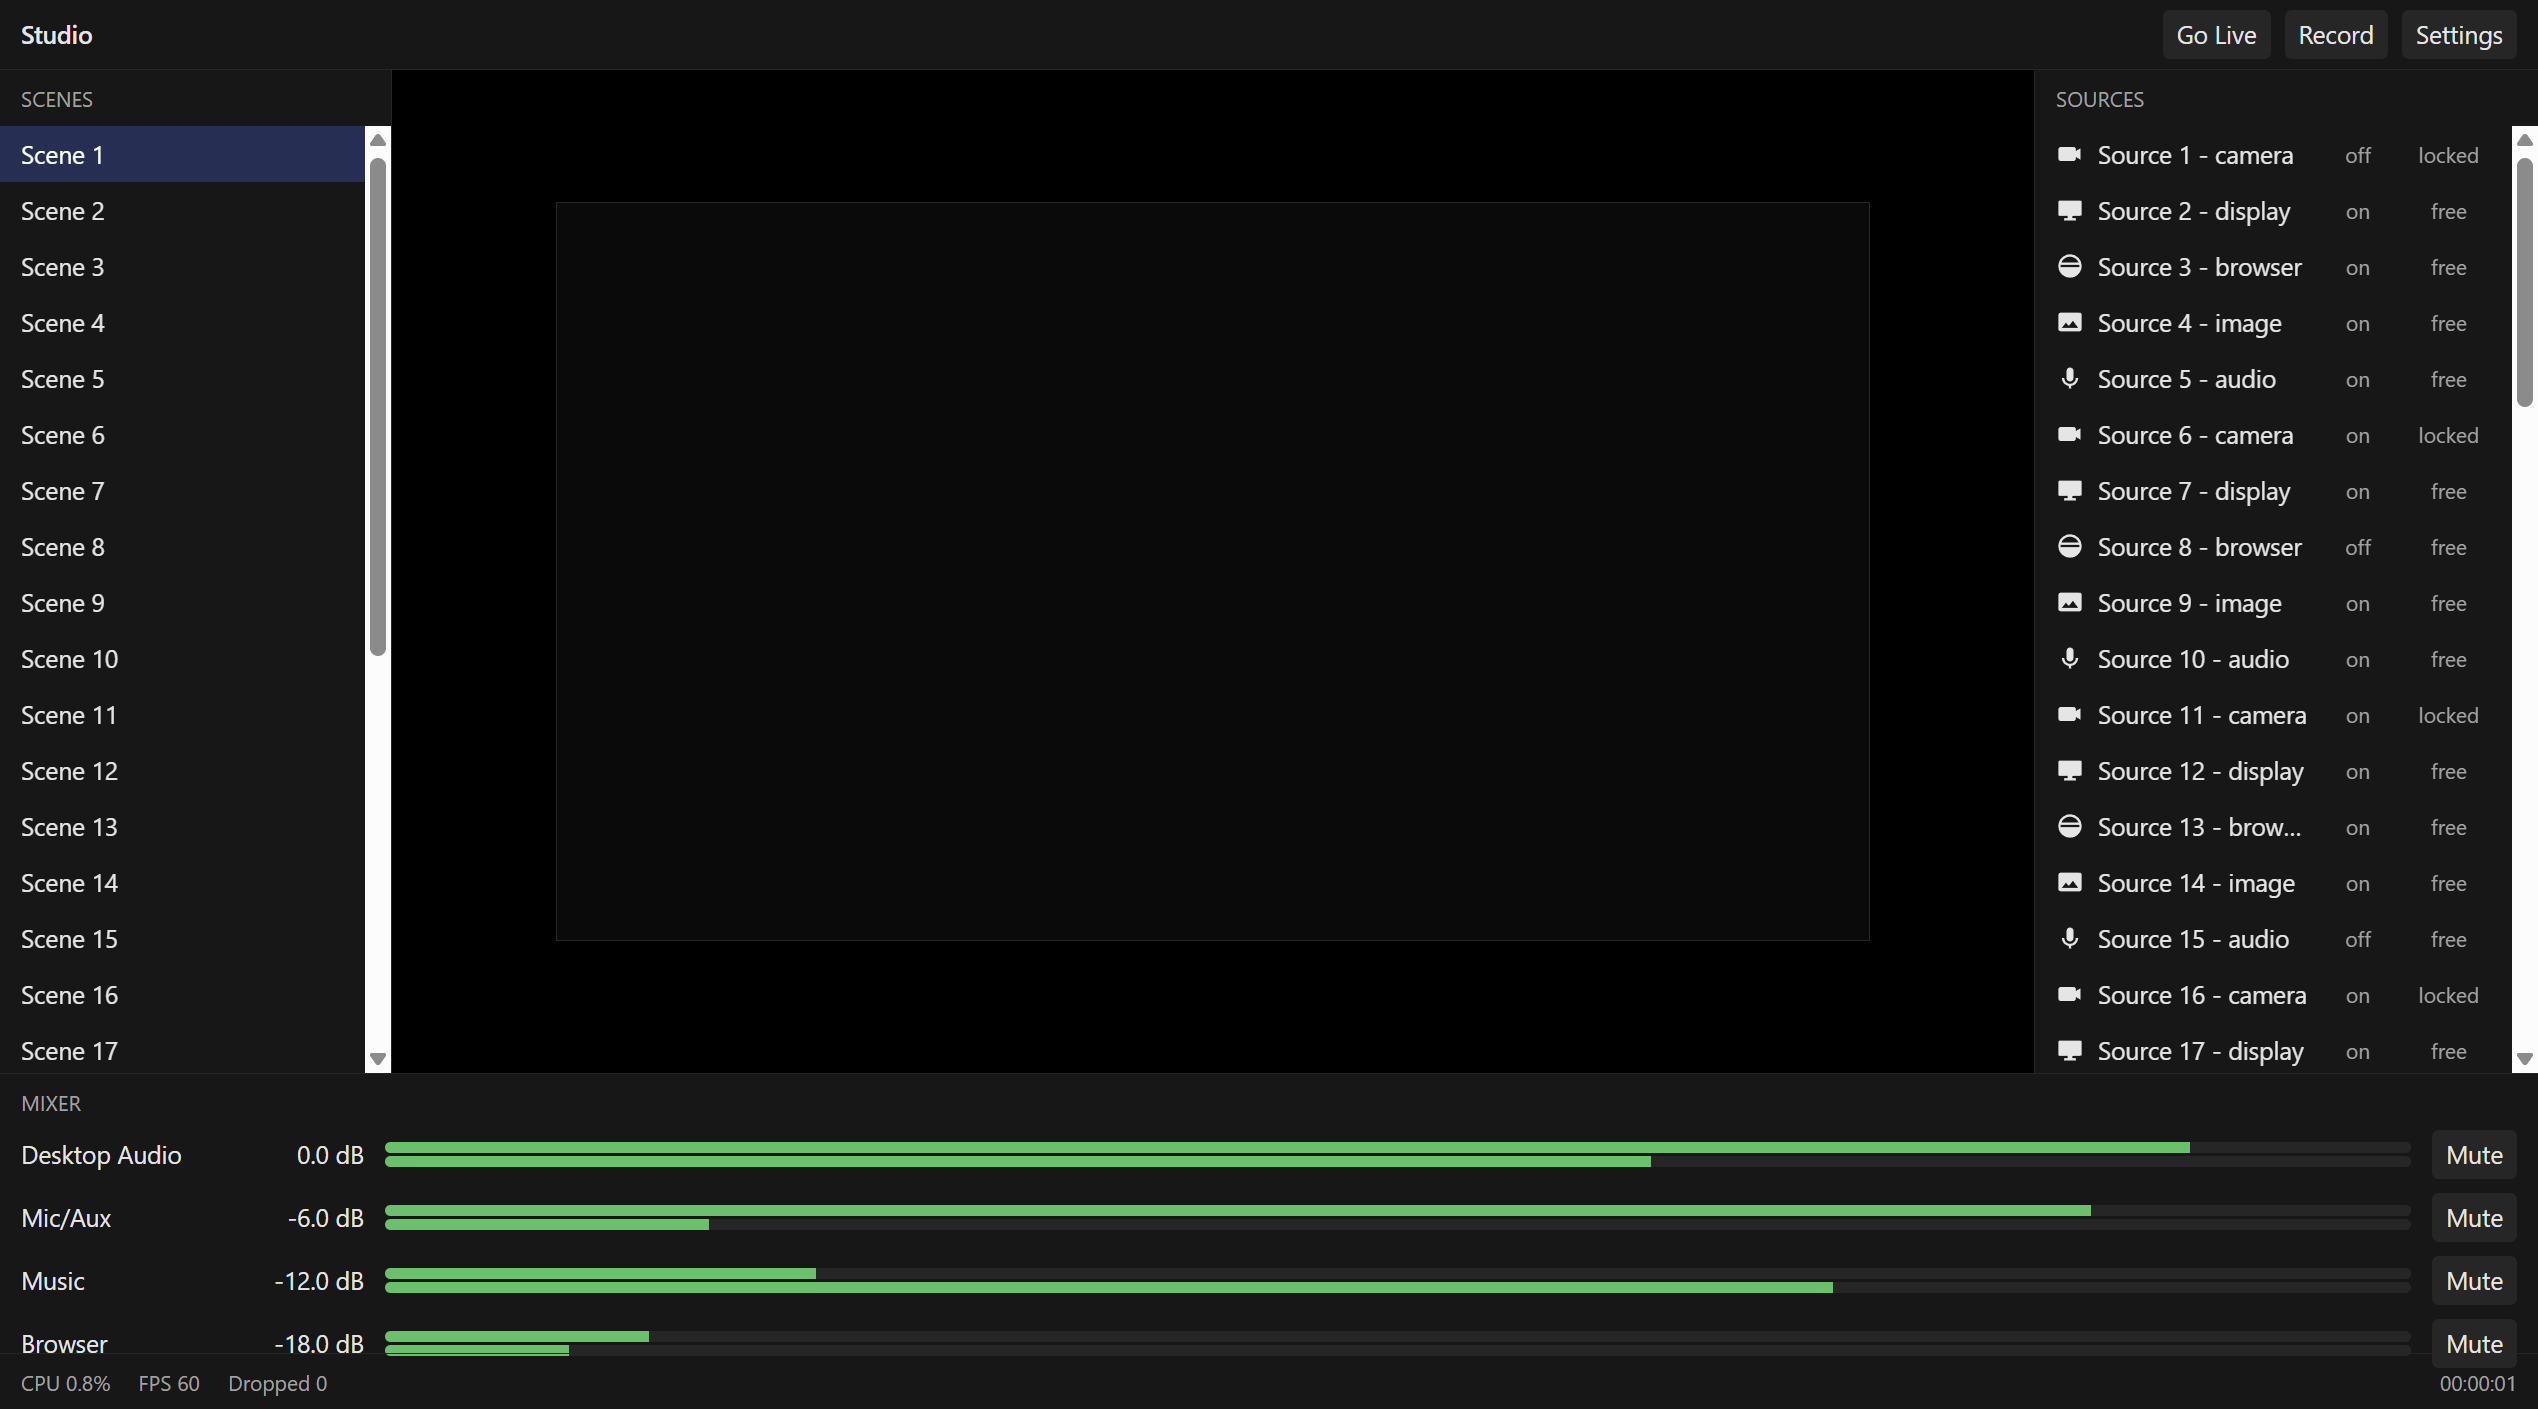 Studio
Go Live Record Settings
SCENES
Scene 1
Scene 2
Scene 3
Scene 4
Scene 5
Scene 6
Scene 7
Scene 8
Scene 9
Scene 10
Scene 11
Scene 12
Scene 13
Scene 14
Scene 15
Scene 16
Scene 17
SOURCES
Source 1 - camera off locked
Source 2 - display on free
Source 3 - browser on free
Source 4 - image on free
Source 5 - audio on free
Source 6 - camera on locked
Source 7 - display on free
Source 8 - browser off free
Source 9 - image on free
Source 10 - audio on free
Source 11 - camera on locked
Source 12 - display on free
Source 13 - brow... on free
Source 14 - image on free
Source 15 - audio off free
Source 16 - camera on locked
Source 17 - display on free
MIXER
Desktop Audio 0.0 dB Mute
Mic/Aux -6.0 dB Mute
Music -12.0 dB Mute
Browser -18.0 dB Mute
CPU 0.8% FPS 60 Dropped 0 00:00:01